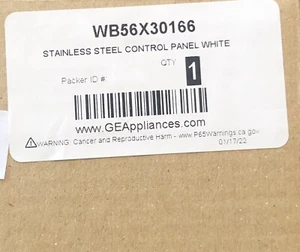 WB56X30166
STAINLESS STEEL CONTROL PANEL WHITE
QTY
Packer ID #:
1
www.GEAppliances.com
⚠WARNING: Cancer and Reproductive Harm - www.P65Warnings.ca.gov
01/17/22